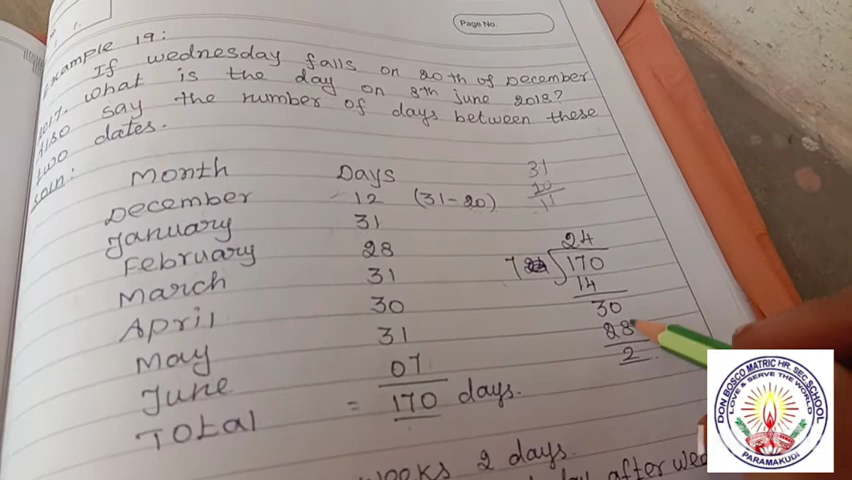 Page No.
Example 19:
If wednesday falls on 20th of December
2017. what is the day on 8th june 2018?
Also say the number of days between these
two dates.
soln:
Month Days
December 12 (31-20)
January 31
February 28
March 31
April 30
May 31
June 07
Total = 170 days.
31
20
11
24
7 170
14
30
28
2
weeks 2 days.
day after wed
DON BOSCO MATRIC HR. SEC SCHOOL
LOVE & SERVE THE WORLD
PARAMAKUDI